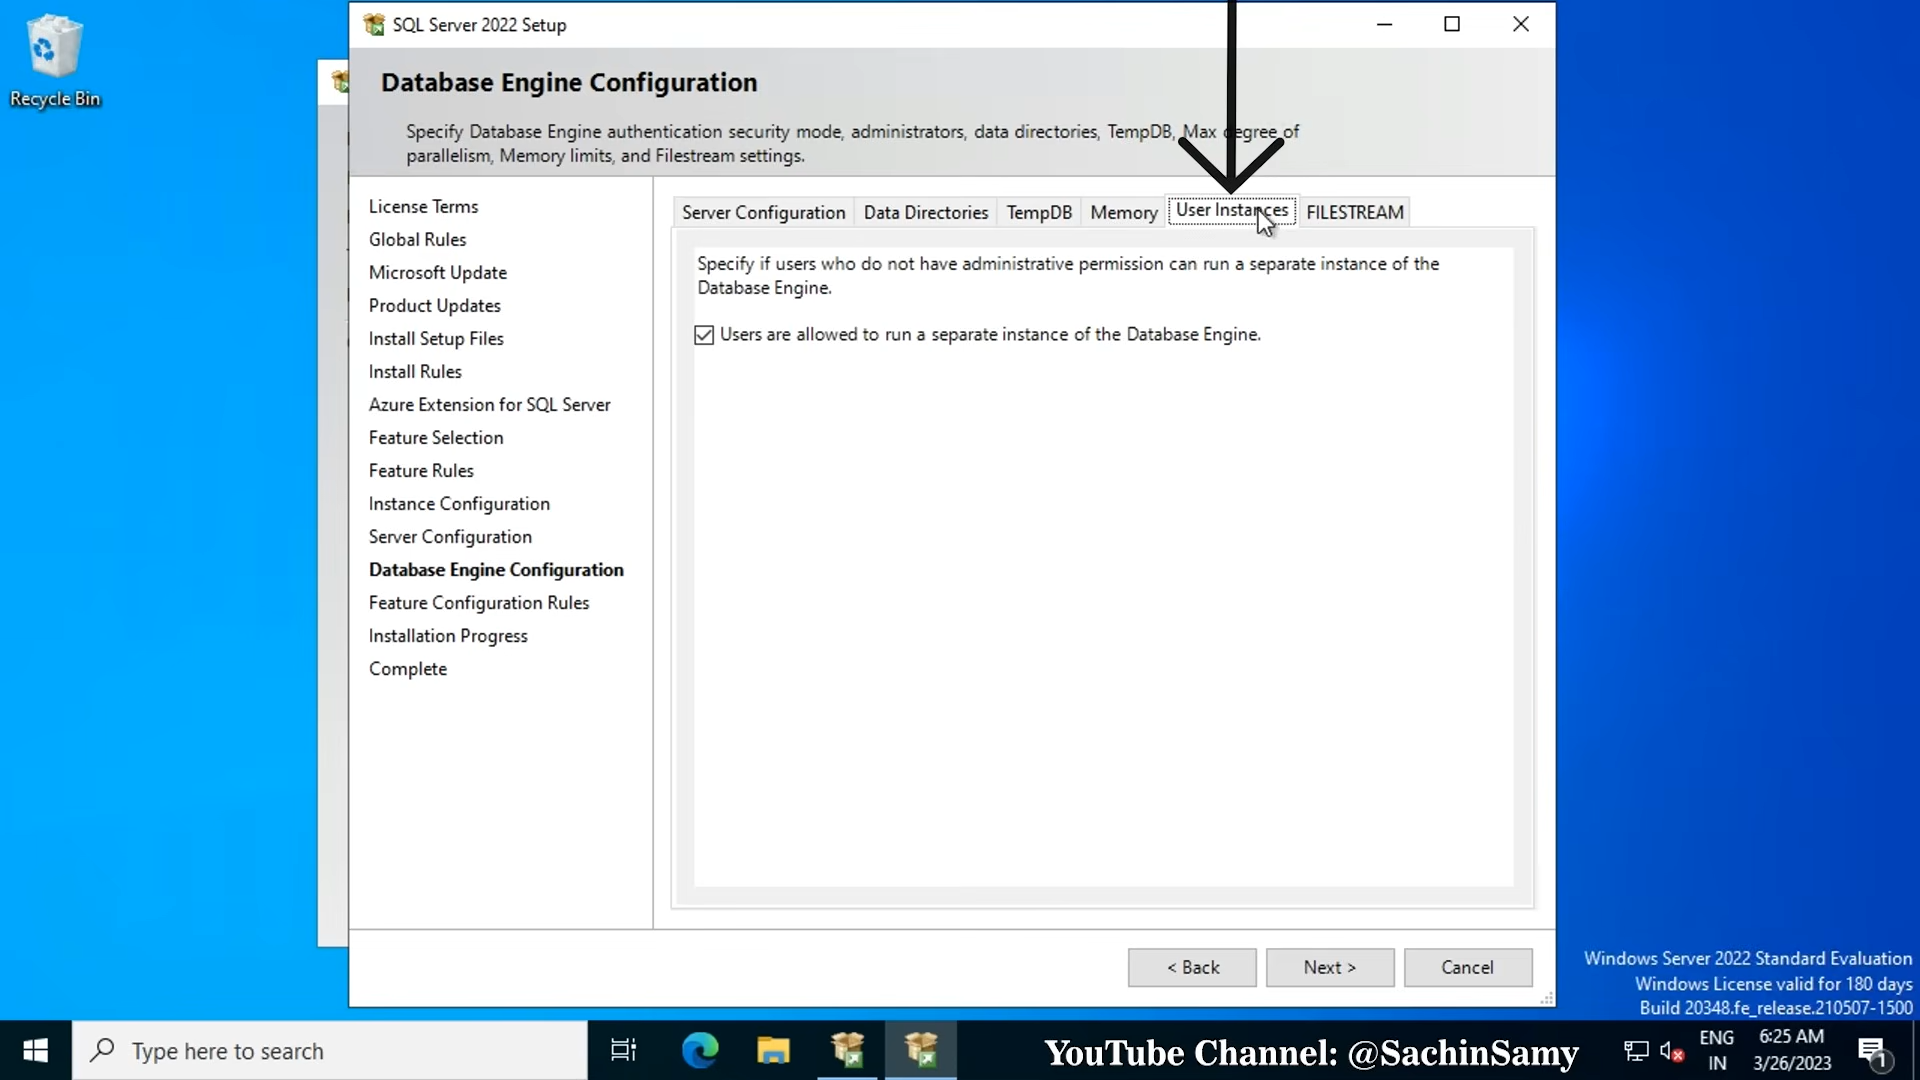 Recycle Bin
SQL Server 2022 Setup
Database Engine Configuration
Specify Database Engine authentication security mode, administrators, data directories, TempDB, Max degree of
parallelism, Memory limits, and Filestream settings.
License Terms
Global Rules
Microsoft Update
Product Updates
Install Setup Files
Install Rules
Azure Extension for SQL Server
Feature Selection
Feature Rules
Instance Configuration
Server Configuration
Database Engine Configuration
Feature Configuration Rules
Installation Progress
Complete
Server Configuration Data Directories TempDB Memory User Instances FILESTREAM
Specify if users who do not have administrative permission can run a separate instance of the
Database Engine.
Users are allowed to run a separate instance of the Database Engine.
< Back Next > Cancel
Windows Server 2022 Standard Evaluation
Windows License valid for 180 days
Build 20348.fe_release.210507-1500
Type here to search
YouTube Channel: @SachinSamy
ENG
IN
6:25 AM
3/26/2023
1